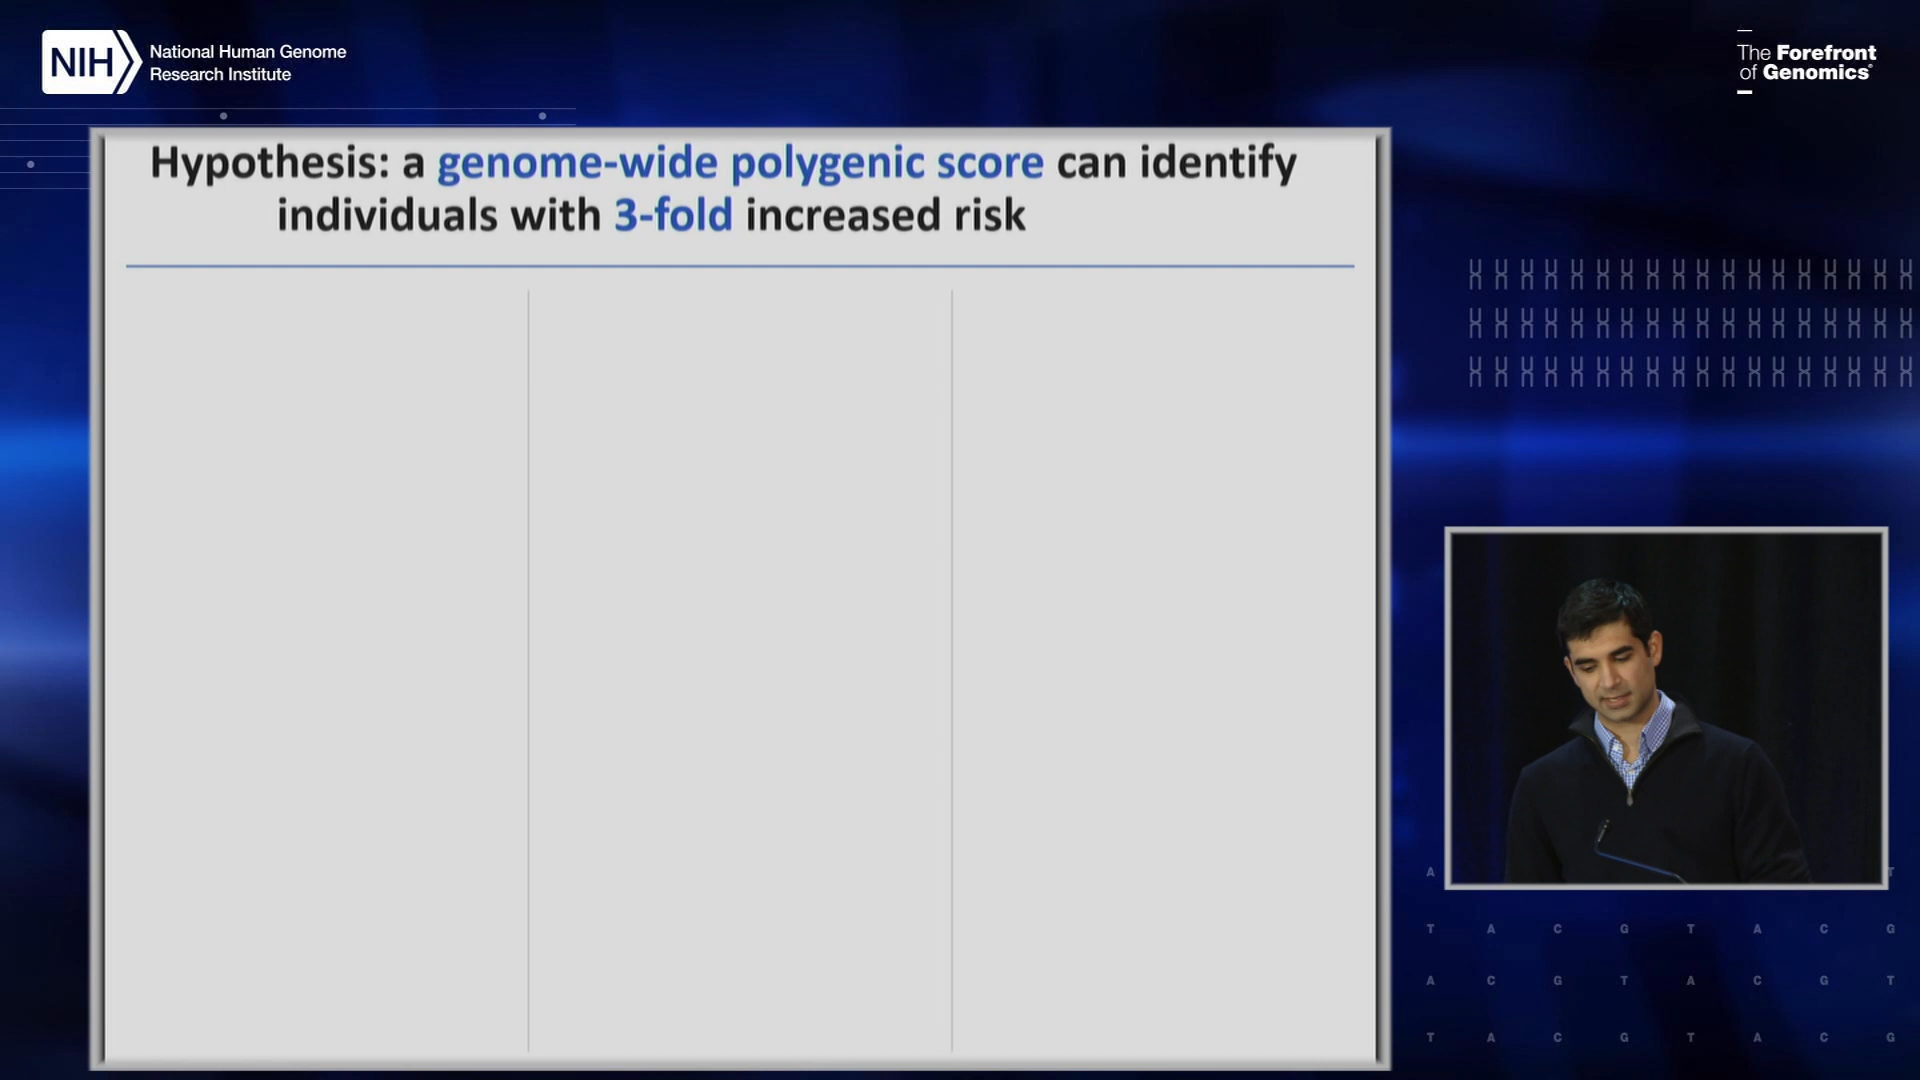 NIH
National Human Genome
Research Institute
The Forefront
of Genomics®
Hypothesis: a genome-wide polygenic score can identify
individuals with 3-fold increased risk
A T
T A C G T A C G
A C G T A C G T
T A C G T A C G